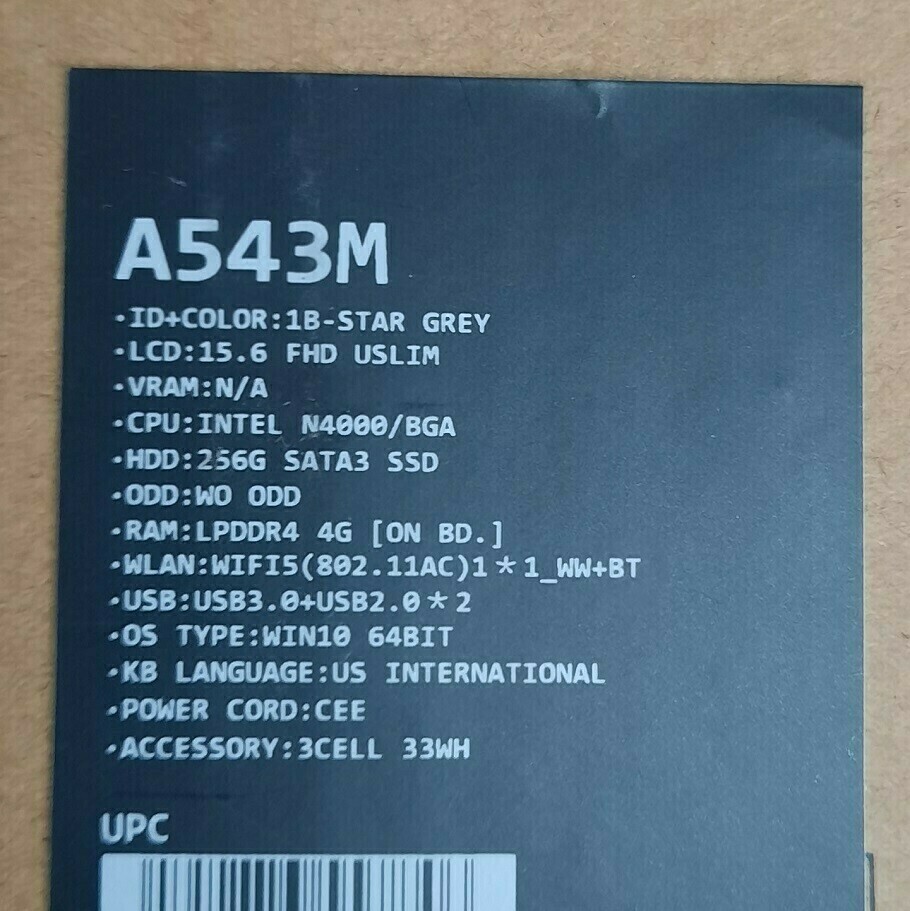 A543M
•ID+COLOR:1B-STAR GREY
•LCD:15.6 FHD USLIM
•VRAM:N/A
•CPU:INTEL N4000/BGA
•HDD:256G SATA3 SSD
•ODD:WO ODD
•RAM:LPDDR4 4G [ON BD.]
•WLAN:WIFI5(802.11AC)1*1_WW+BT
•USB:USB3.0+USB2.0*2
•OS TYPE:WIN10 64BIT
•KB LANGUAGE:US INTERNATIONAL
•POWER CORD:CEE
•ACCESSORY:3CELL 33WH
UPC